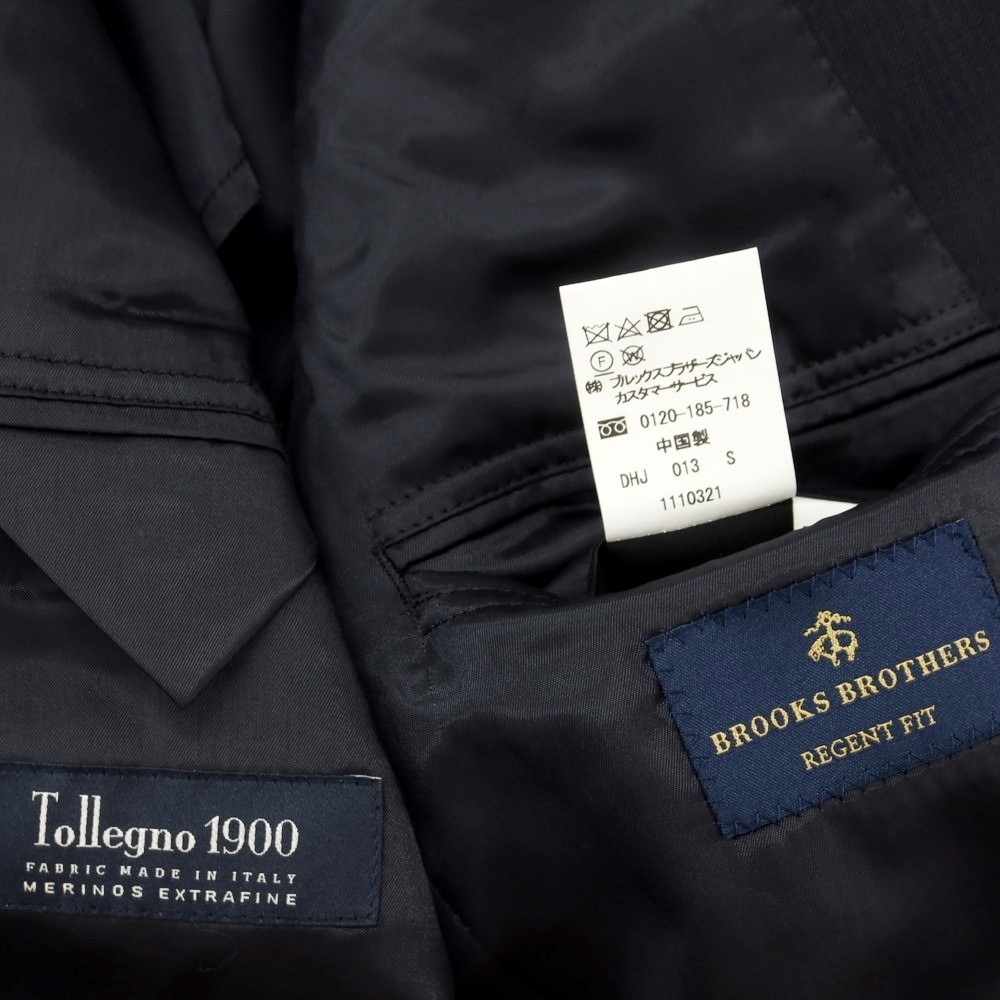 F W
㈱ ブルックスブラザーズジャパン
カスタマーサービス
0120-185-718
中国製
DHJ 013 S
1110321
BROOKS BROTHERS
REGENT FIT
Tollegno 1900
FABRIC MADE IN ITALY
MERINOS EXTRAFINE